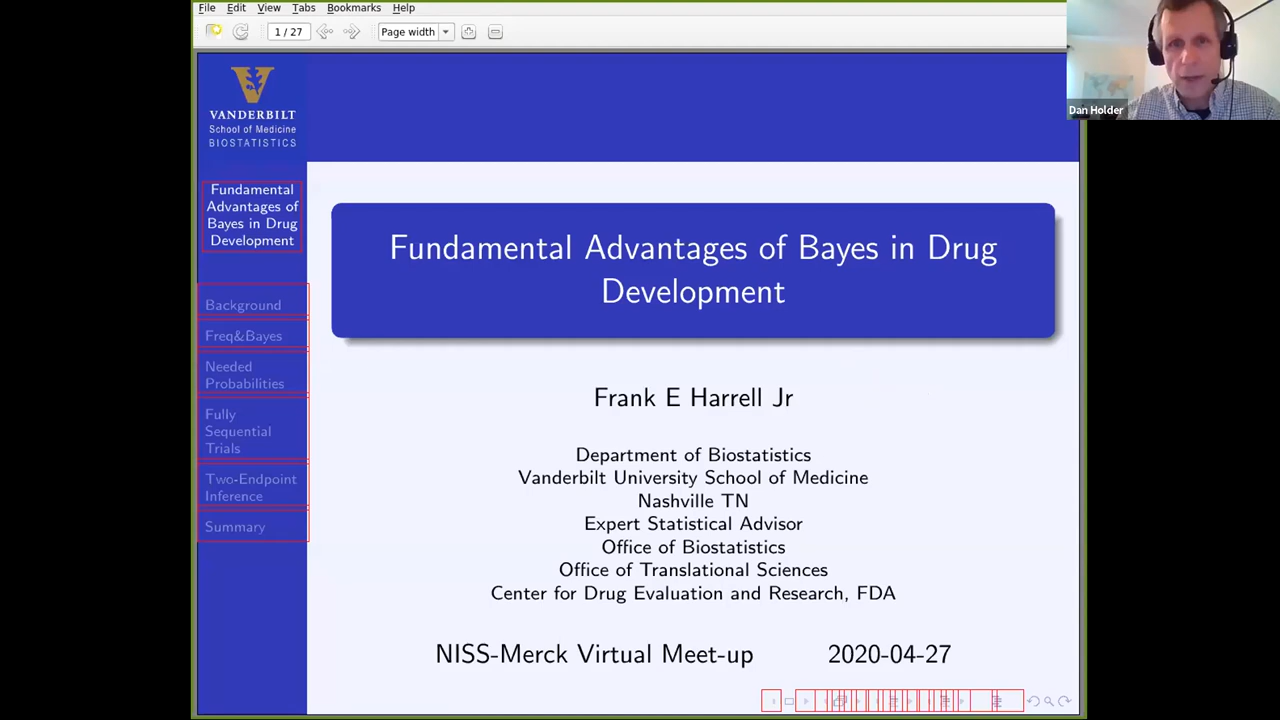 File Edit View Tabs Bookmarks Help
1 / 27 Page width
Dan Holder
VANDERBILT
School of Medicine
BIOSTATISTICS
Fundamental
Advantages of
Bayes in Drug
Development
Background
Freq&Bayes
Needed
Probabilities
Fully
Sequential
Trials
Two-Endpoint
Inference
Summary
Fundamental Advantages of Bayes in Drug
Development
Frank E Harrell Jr
Department of Biostatistics
Vanderbilt University School of Medicine
Nashville TN
Expert Statistical Advisor
Office of Biostatistics
Office of Translational Sciences
Center for Drug Evaluation and Research, FDA
NISS-Merck Virtual Meet-up 2020-04-27